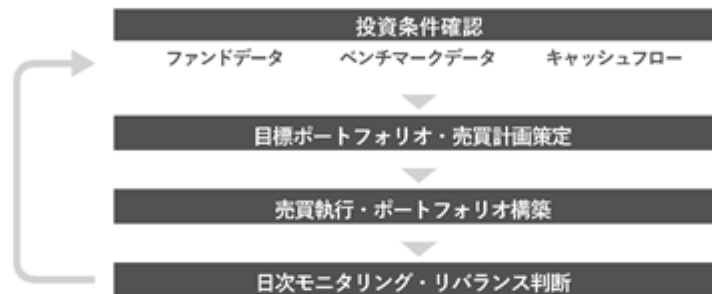 投資条件確認
ファンドデータ ベンチマークデータ キャッシュフロー
目標ポートフォリオ・売買計画策定
売買執行・ポートフォリオ構築
日次モニタリング・リバランス判断